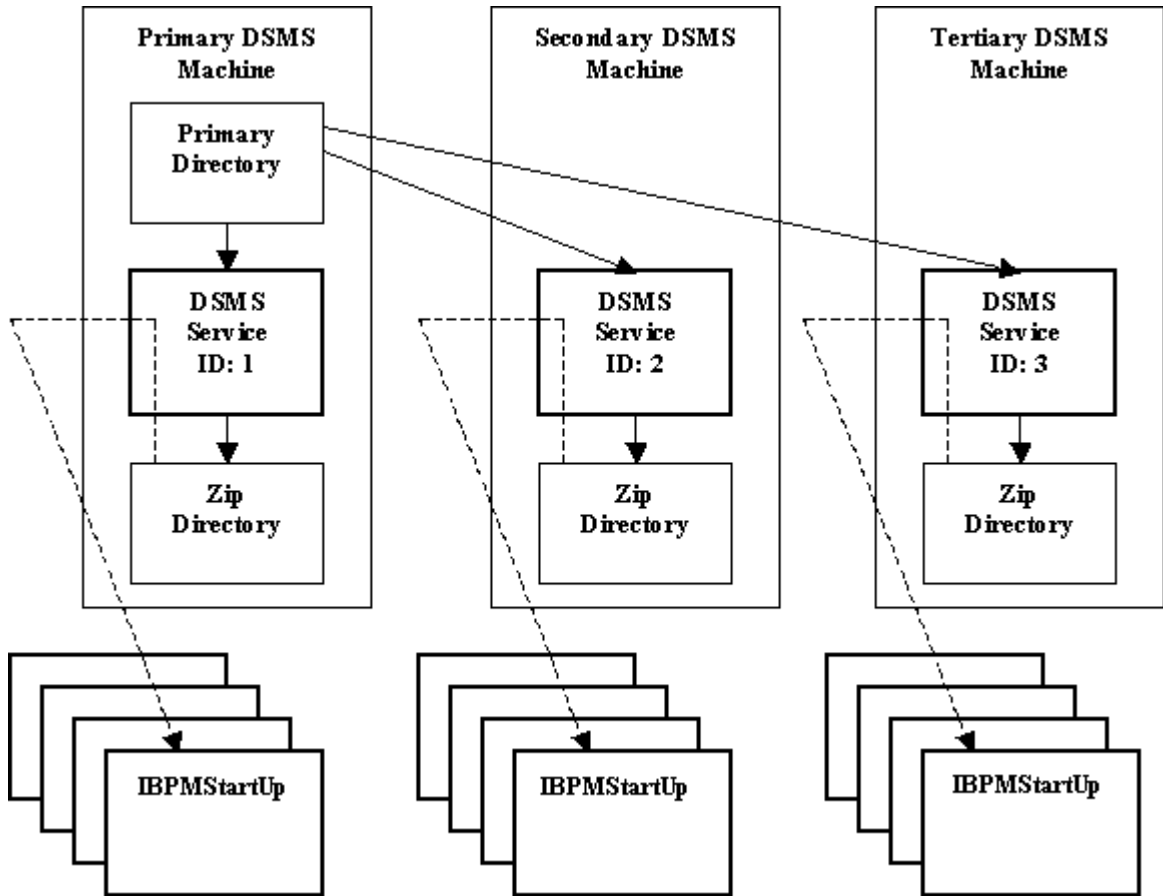 Primary DSMS
Machine
Secondary DSMS
Machine
Tertiary DSMS
Machine
Primary
Directory
DSMS
Service
ID: 1
DSMS
Service
ID: 2
DSMS
Service
ID: 3
Zip
Directory
Zip
Directory
Zip
Directory
IBPMStartUp
IBPMStartUp
IBPMStartUp